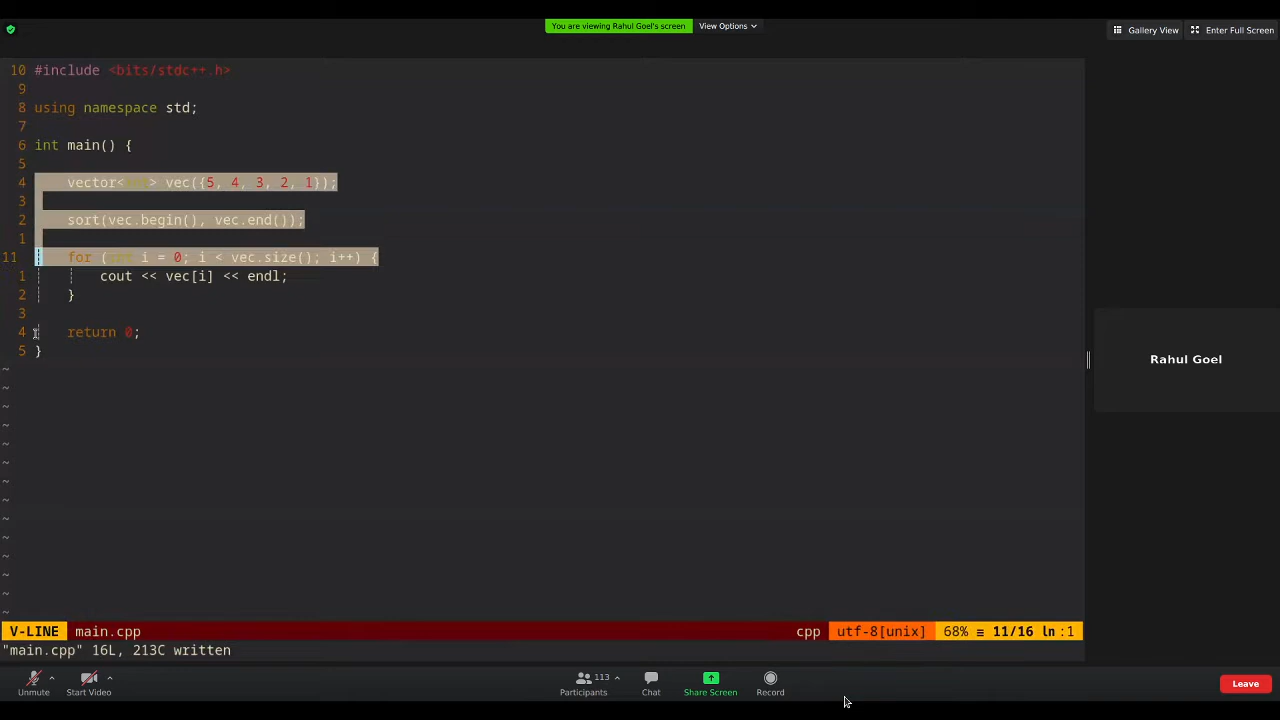 You are viewing Rahul Goel's screen View Options
Gallery View Enter Full Screen
10 #include <bits/stdc++.h>
9
8 using namespace std;
7
6 int main() {
5
4 vector<int> vec({5, 4, 3, 2, 1});
3
2 sort(vec.begin(), vec.end());
1
11 for (int i = 0; i < vec.size(); i++) {
1 cout << vec[i] << endl;
2 }
3
4 return 0;
5 }
~
~
~
~
~
~
~
~
~
~
~
~
~
~
Rahul Goel
V-LINE main.cpp cpp utf-8[unix] 68% ≡ 11/16 ln :1
"main.cpp" 16L, 213C written
Unmute Start Video 113 Participants Chat Share Screen Record Leave